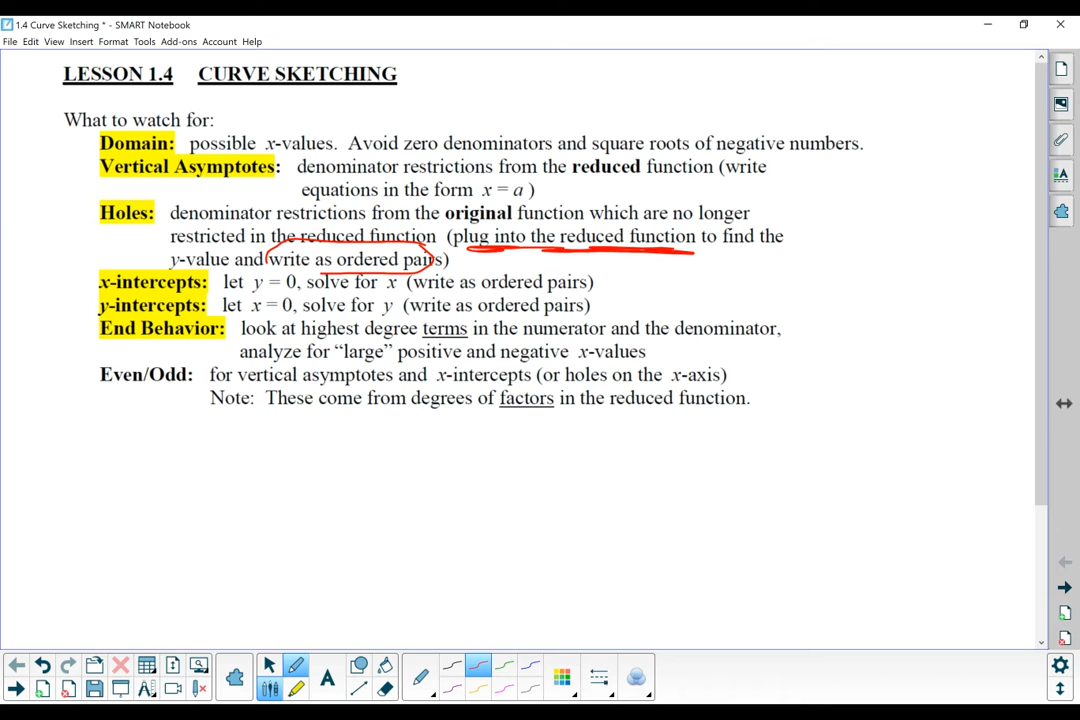 1.4 Curve Sketching * - SMART Notebook
File Edit View Insert Format Tools Add-ons Account Help
LESSON 1.4 CURVE SKETCHING
What to watch for:
Domain: possible x-values. Avoid zero denominators and square roots of negative numbers.
Vertical Asymptotes: denominator restrictions from the reduced function (write
equations in the form x = a )
Holes: denominator restrictions from the original function which are no longer
restricted in the reduced function (plug into the reduced function to find the
y-value and write as ordered pairs)
x-intercepts: let y = 0, solve for x (write as ordered pairs)
y-intercepts: let x = 0, solve for y (write as ordered pairs)
End Behavior: look at highest degree terms in the numerator and the denominator,
analyze for “large” positive and negative x-values
Even/Odd: for vertical asymptotes and x-intercepts (or holes on the x-axis)
Note: These come from degrees of factors in the reduced function.